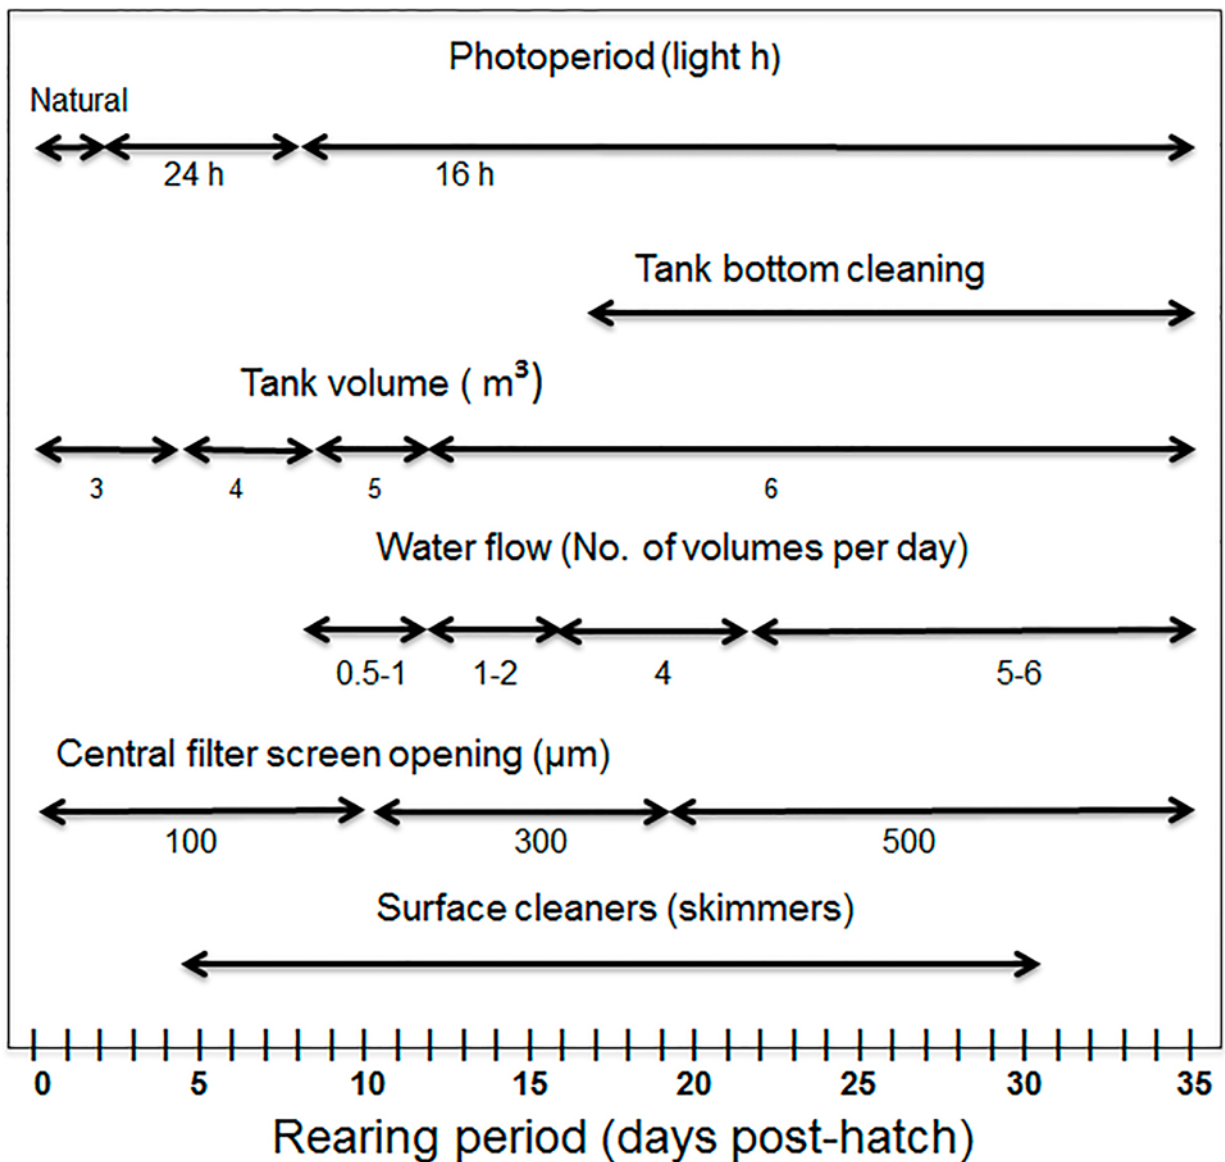 Photoperiod (light h)
Natural
24 h 16 h
Tank bottom cleaning
Tank volume ( m³)
3 4 5 6
Water flow (No. of volumes per day)
0.5-1 1-2 4 5-6
Central filter screen opening (µm)
100 300 500
Surface cleaners (skimmers)
0 5 10 15 20 25 30 35
Rearing period (days post-hatch)